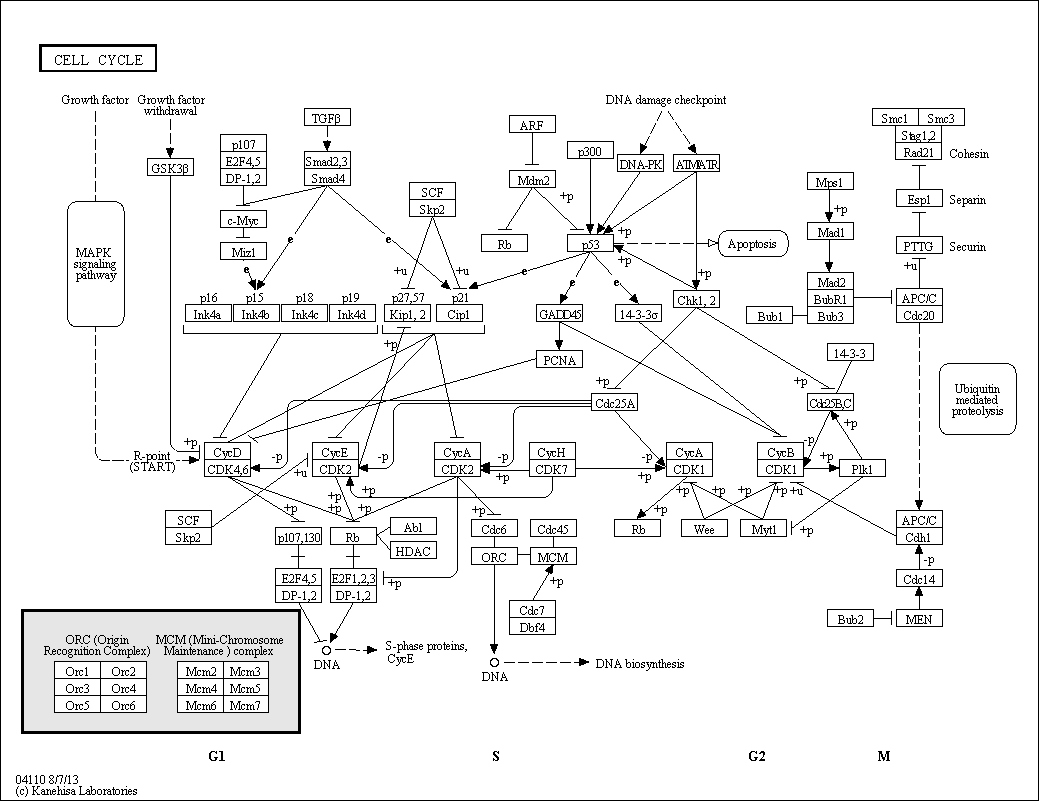 CELL CYCLE
Growth factor
Growth factor
withdrawal
DNA damage checkpoint
TGFβ
Smc1
Smc3
Stag1,2
Rad21
Cohesin
ARF
p107
E2F4,5
DP-1,2
p300
GSK3β
Smad2,3
Smad4
DNA-PK
ATM/ATR
Mdm2
Mps1
SCF
Skp2
+p
+p
Esp1
Separin
c-Myc
Mad1
+p
MAPK
signaling
pathway
Miz1
e
e
Rb
p53
Apoptosis
PTTG
Securin
+p
e
+u
+u
e
e
e
+p
+u
Mad2
BubR1
Bub3
Bub1
APC/C
Cdc20
p16
Ink4a
p15
Ink4b
p18
Ink4c
p19
Ink4d
p27,57
Kip1, 2
p21
Cip1
GADD45
14-3-3σ
Chk1, 2
+p
PCNA
14-3-3
+p
+p
Cdc25A
Cdc25B,C
Ubiquitin
mediated
proteolysis
R-point
(START)
+p
CycD
CDK4,6
-p
+u
CycE
CDK2
-p
CycA
CDK2
-p
+p
CycH
CDK7
-p
+p
CycA
CDK1
CycB
CDK1
-p
+p
+p
Plk1
+p
+p
+p
+p
+p
+p
+p
+p
+u
+p
SCF
Skp2
p107,130
Rb
Abl
HDAC
Cdc6
Cdc45
ORC
MCM
Rb
Wee
Myt1
APC/C
Cdh1
-p
E2F4,5
DP-1,2
E2F1,2,3
DP-1,2
+p
+p
Cdc7
Dbf4
Cdc14
Bub2
MEN
DNA
S-phase proteins,
CycE
DNA
DNA biosynthesis
ORC (Origin
Recognition Complex)
MCM (Mini-Chromosome
Maintenance ) complex
Orc1
Orc2
Mcm2
Mcm3
Orc3
Orc4
Mcm4
Mcm5
Orc5
Orc6
Mcm6
Mcm7
G1
S
G2
M
04110 8/7/13
(c) Kanehisa Laboratories